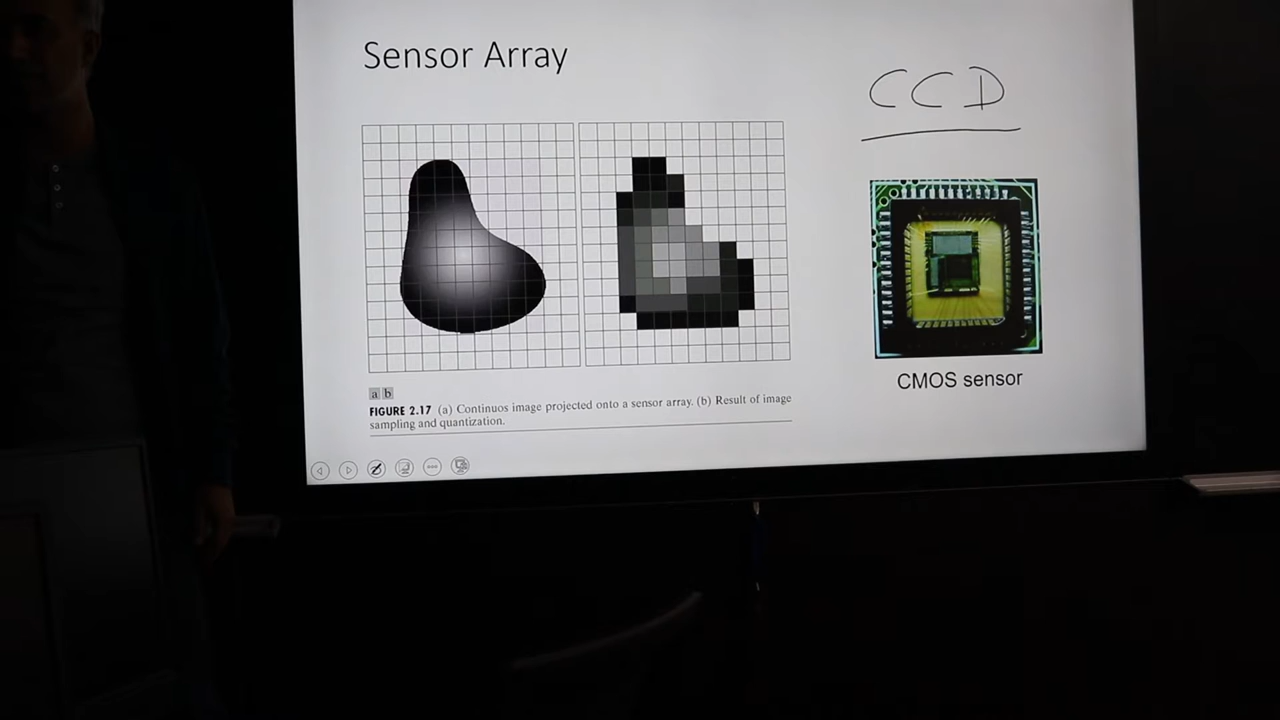 Sensor Array
CCD
a b
FIGURE 2.17 (a) Continuos image projected onto a sensor array. (b) Result of image
sampling and quantization.
CMOS sensor